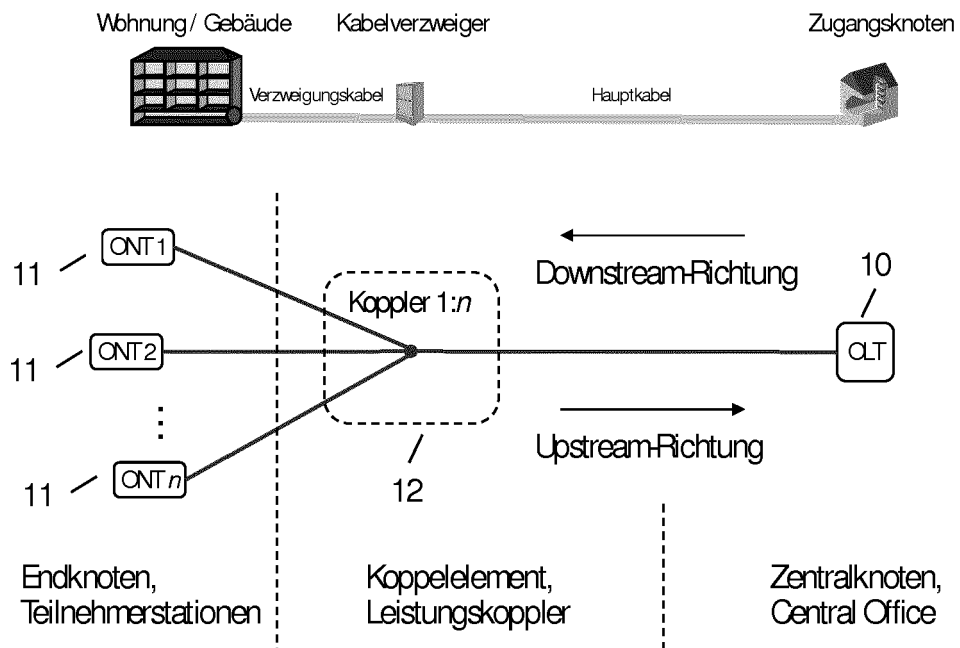 Wohnung / Gebäude Kabelverzweiger Zugangsknoten
Verzweigungskabel Hauptkabel
ONT 1
11
Downstream-Richtung
10
Koppler 1:n
ONT 2
11
OLT
⋮
Upstream-Richtung
ONT n
11
12
Endknoten,
Teilnehmerstationen
Koppelelement,
Leistungskoppler
Zentralknoten,
Central Office